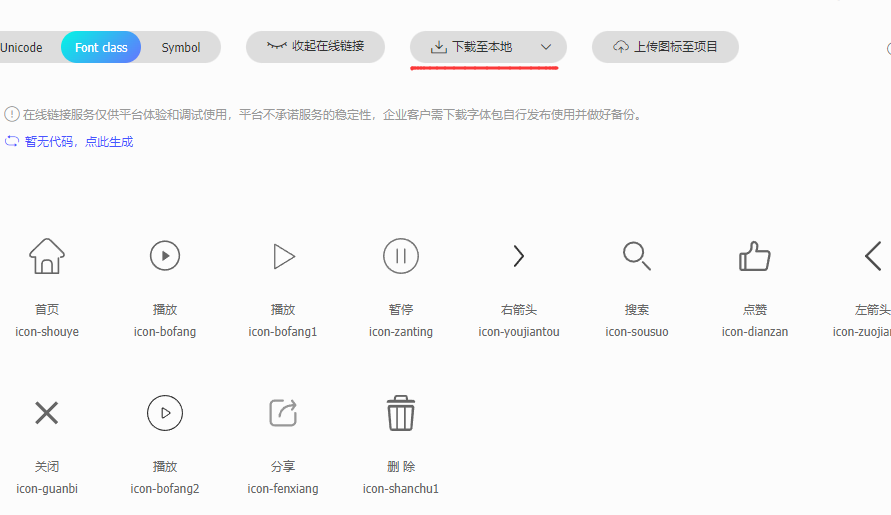 Unicode Font class Symbol 收起在线链接 下载至本地 上传图标至项目
在线链接服务仅供平台体验和调试使用，平台不承诺服务的稳定性，企业客户需下载字体包自行发布使用并做好备份。
暂无代码，点此生成
首页 播放 播放 暂停 右箭头 搜索 点赞 左箭头
icon-shouye icon-bofang icon-bofang1 icon-zanting icon-youjiantou icon-sousuo icon-dianzan icon-zuojian
关闭 播放 分享 删 除
icon-guanbi icon-bofang2 icon-fenxiang icon-shanchu1